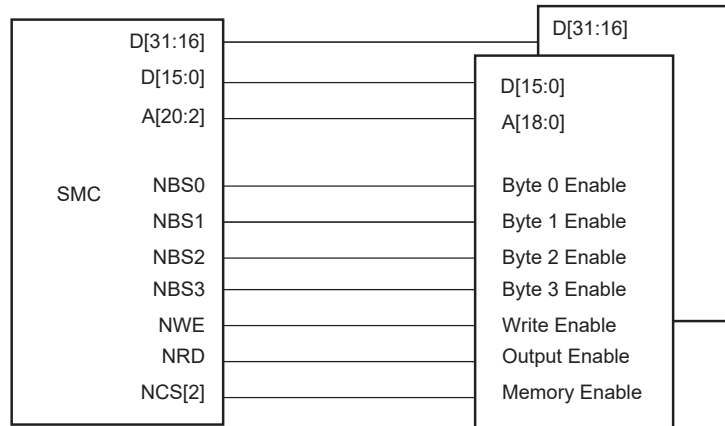 D[31:16]
D[15:0]
A[20:2]
SMC
NBS0
NBS1
NBS2
NBS3
NWE
NRD
NCS[2]
D[31:16]
D[15:0]
A[18:0]
Byte 0 Enable
Byte 1 Enable
Byte 2 Enable
Byte 3 Enable
Write Enable
Output Enable
Memory Enable